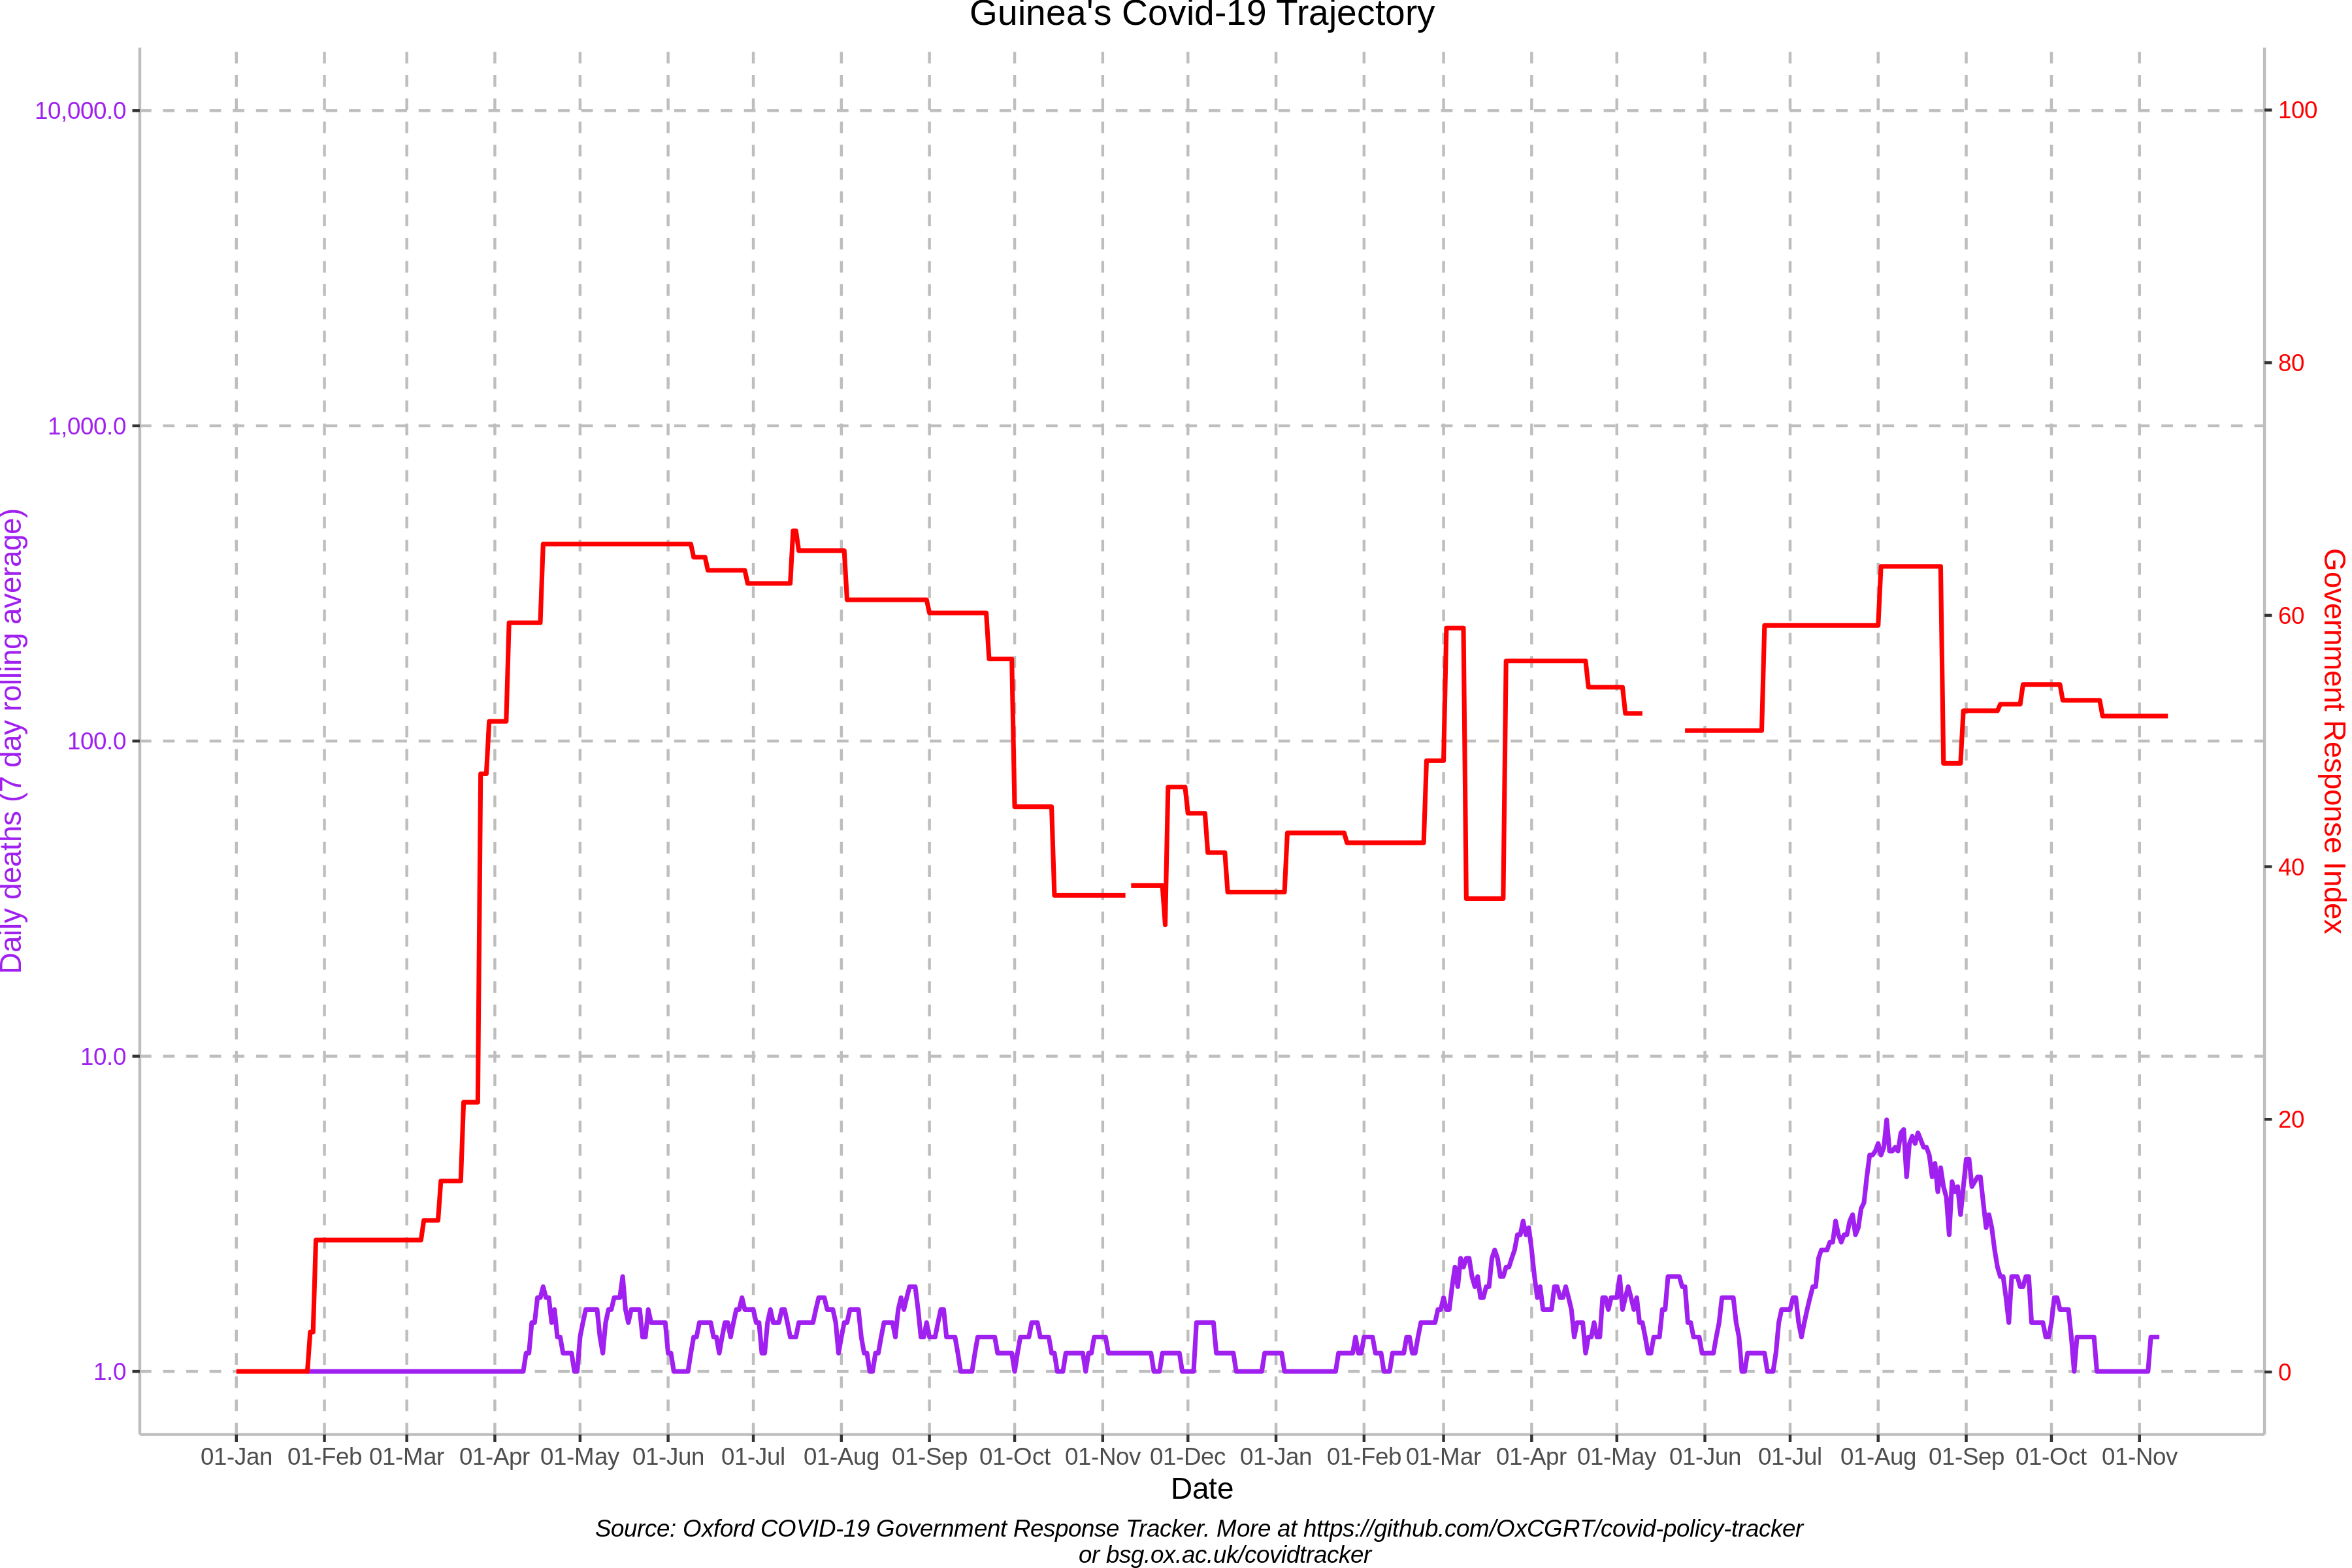 Guinea's Covid-19 Trajectory
10,000.0
1,000.0
100.0
10.0
1.0
Daily deaths (7 day rolling average)
100
80
60
40
20
0
Government Response Index
01-Jan 01-Feb 01-Mar 01-Apr 01-May 01-Jun 01-Jul 01-Aug 01-Sep 01-Oct 01-Nov 01-Dec 01-Jan 01-Feb 01-Mar 01-Apr 01-May 01-Jun 01-Jul 01-Aug 01-Sep 01-Oct 01-Nov
Date
Source: Oxford COVID-19 Government Response Tracker. More at https://github.com/OxCGRT/covid-policy-tracker
or bsg.ox.ac.uk/covidtracker